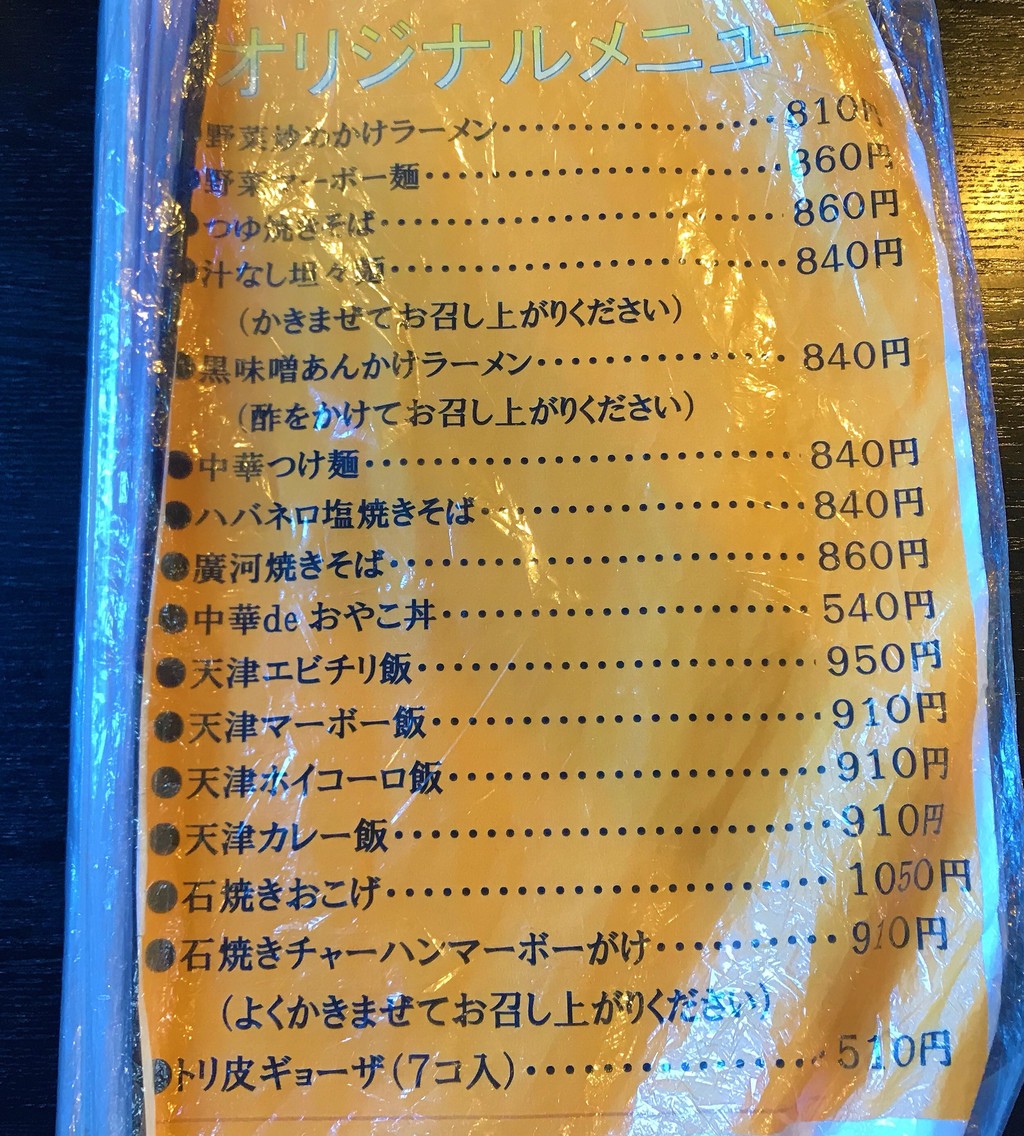 オリジナルメニュー
●野菜炒めかけラーメン・・・・・・・・・・・・・・・・・・810円
●野菜マーボー麺・・・・・・・・・・・・・・・・・・・・・・860円
●つゆ焼きそば・・・・・・・・・・・・・・・・・・・・・・・・860円
●汁なし坦々麺・・・・・・・・・・・・・・・・・・・・・・・・840円
(かきまぜてお召し上がりください)
●黒味噌あんかけラーメン・・・・・・・・・・・・・・・840円
(酢をかけてお召し上がりください)
●中華つけ麺・・・・・・・・・・・・・・・・・・・・・・・・・・840円
●ハバネロ塩焼きそば・・・・・・・・・・・・・・・・・・・840円
●廣河焼きそば・・・・・・・・・・・・・・・・・・・・・・・・860円
●中華de おやこ丼・・・・・・・・・・・・・・・・・・・・・540円
●天津エビチリ飯・・・・・・・・・・・・・・・・・・・・・・・950円
●天津マーボー飯・・・・・・・・・・・・・・・・・・・・・・・910円
●天津ホイコーロ飯・・・・・・・・・・・・・・・・・・・・・910円
●天津カレー飯・・・・・・・・・・・・・・・・・・・・・・・・910円
●石焼きおこげ・・・・・・・・・・・・・・・・・・・・・・・・1050円
●石焼きチャーハンマーボーがけ・・・・・・・・・・910円
(よくかきまぜてお召し上がりください)
●トリ皮ギョーザ(7コ入)・・・・・・・・・・・・・・・・510円